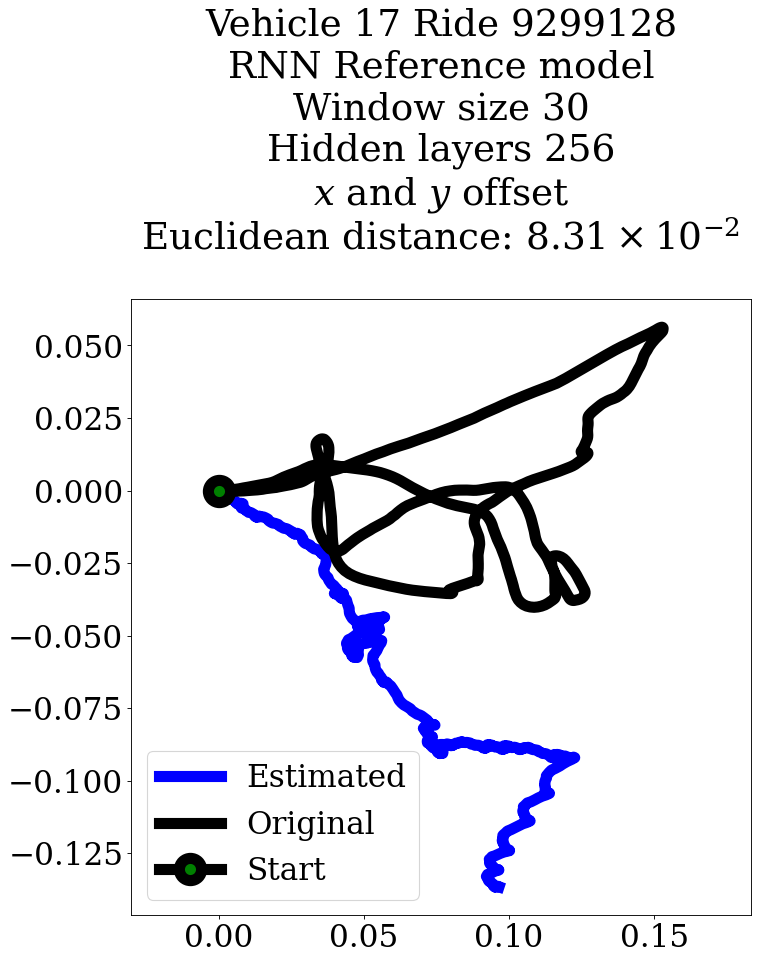 Vehicle 17 Ride 9299128
RNN Reference model
Window size 30
Hidden layers 256
x and y offset
Euclidean distance: 8.31 × 10⁻²
0.050
0.025
0.000
−0.025
−0.050
−0.075
−0.100
−0.125
Estimated
Original
Start
0.00 0.05 0.10 0.15